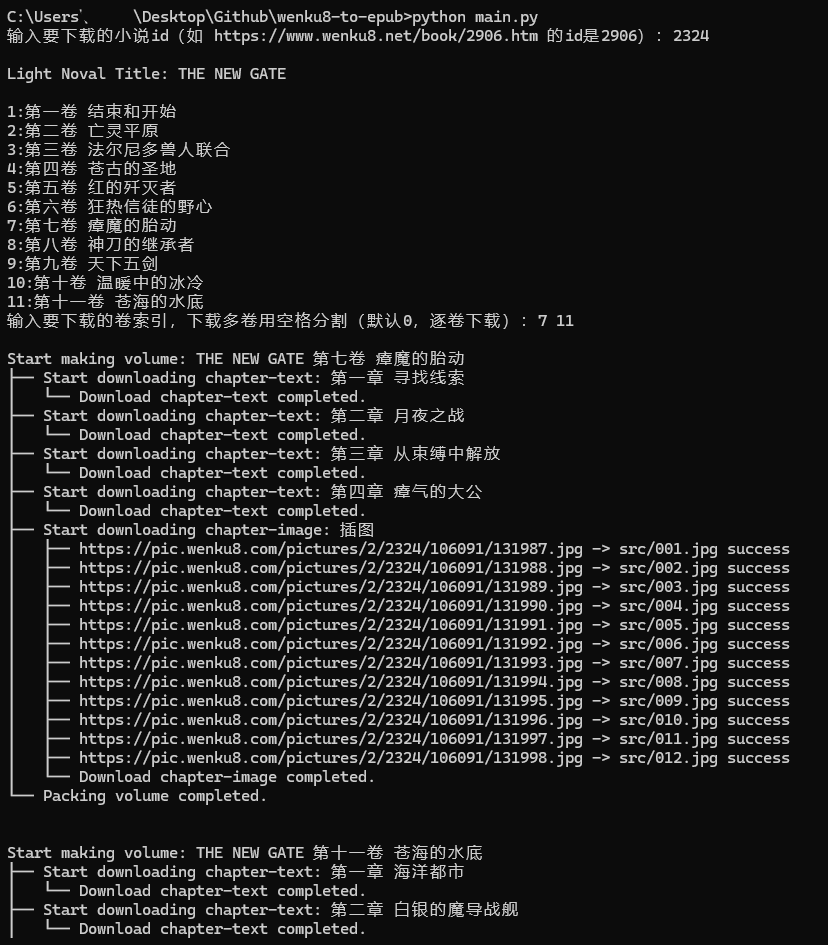 C:\Users`、 \Desktop\Github\wenku8-to-epub>python main.py
输入要下载的小说id（如 https://www.wenku8.net/book/2906.htm 的id是2906）：2324
Light Noval Title: THE NEW GATE
1:第一卷 结束和开始
2:第二卷 亡灵平原
3:第三卷 法尔尼多兽人联合
4:第四卷 苍古的圣地
5:第五卷 红的歼灭者
6:第六卷 狂热信徒的野心
7:第七卷 瘴魔的胎动
8:第八卷 神刀的继承者
9:第九卷 天下五剑
10:第十卷 温暖中的冰冷
11:第十一卷 苍海的水底
输入要下载的卷索引，下载多卷用空格分割（默认0，逐卷下载）：7 11
Start making volume: THE NEW GATE 第七卷 瘴魔的胎动
├── Start downloading chapter-text: 第一章 寻找线索
│   └── Download chapter-text completed.
├── Start downloading chapter-text: 第二章 月夜之战
│   └── Download chapter-text completed.
├── Start downloading chapter-text: 第三章 从束缚中解放
│   └── Download chapter-text completed.
├── Start downloading chapter-text: 第四章 瘴气的大公
│   └── Download chapter-text completed.
├── Start downloading chapter-image: 插图
│   ├── https://pic.wenku8.com/pictures/2/2324/106091/131987.jpg -> src/001.jpg success
│   ├── https://pic.wenku8.com/pictures/2/2324/106091/131988.jpg -> src/002.jpg success
│   ├── https://pic.wenku8.com/pictures/2/2324/106091/131989.jpg -> src/003.jpg success
│   ├── https://pic.wenku8.com/pictures/2/2324/106091/131990.jpg -> src/004.jpg success
│   ├── https://pic.wenku8.com/pictures/2/2324/106091/131991.jpg -> src/005.jpg success
│   ├── https://pic.wenku8.com/pictures/2/2324/106091/131992.jpg -> src/006.jpg success
│   ├── https://pic.wenku8.com/pictures/2/2324/106091/131993.jpg -> src/007.jpg success
│   ├── https://pic.wenku8.com/pictures/2/2324/106091/131994.jpg -> src/008.jpg success
│   ├── https://pic.wenku8.com/pictures/2/2324/106091/131995.jpg -> src/009.jpg success
│   ├── https://pic.wenku8.com/pictures/2/2324/106091/131996.jpg -> src/010.jpg success
│   ├── https://pic.wenku8.com/pictures/2/2324/106091/131997.jpg -> src/011.jpg success
│   ├── https://pic.wenku8.com/pictures/2/2324/106091/131998.jpg -> src/012.jpg success
│   └── Download chapter-image completed.
└── Packing volume completed.
Start making volume: THE NEW GATE 第十一卷 苍海的水底
├── Start downloading chapter-text: 第一章 海洋都市
│   └── Download chapter-text completed.
├── Start downloading chapter-text: 第二章 白银的魔导战舰
│   └── Download chapter-text completed.